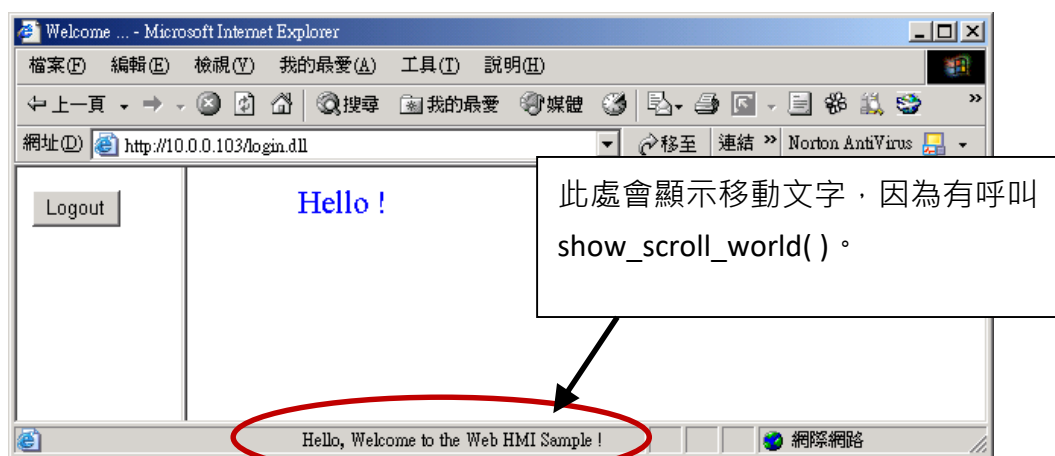 Welcome ... - Microsoft Internet Explorer
檔案(F) 編輯(E) 檢視(V) 我的最愛(A) 工具(T) 說明(H)
上一頁 搜尋 我的最愛 媒體 »
網址(D) http://10.0.0.103/login.dll 移至 連結 » Norton AntiVirus
Logout
Hello !
此處會顯示移動文字，因為有呼叫
show_scroll_world( )。
Hello, Welcome to the Web HMI Sample !
網際網路